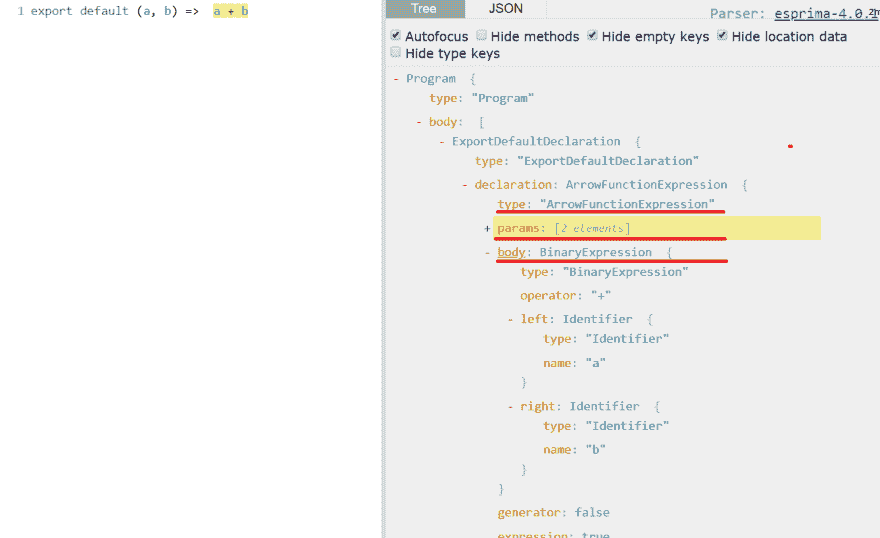 1 export default (a, b) => a + b
Tree JSON
Parser: esprima-4.0.
Autofocus Hide methods Hide empty keys Hide location data
Hide type keys
- Program {
type: "Program"
- body: [
- ExportDefaultDeclaration {
type: "ExportDefaultDeclaration"
- declaration: ArrowFunctionExpression {
type: "ArrowFunctionExpression"
+ params: [2 elements]
- body: BinaryExpression {
type: "BinaryExpression"
operator: "+"
- left: Identifier {
type: "Identifier"
name: "a"
}
- right: Identifier {
type: "Identifier"
name: "b"
}
}
generator: false
expression: true